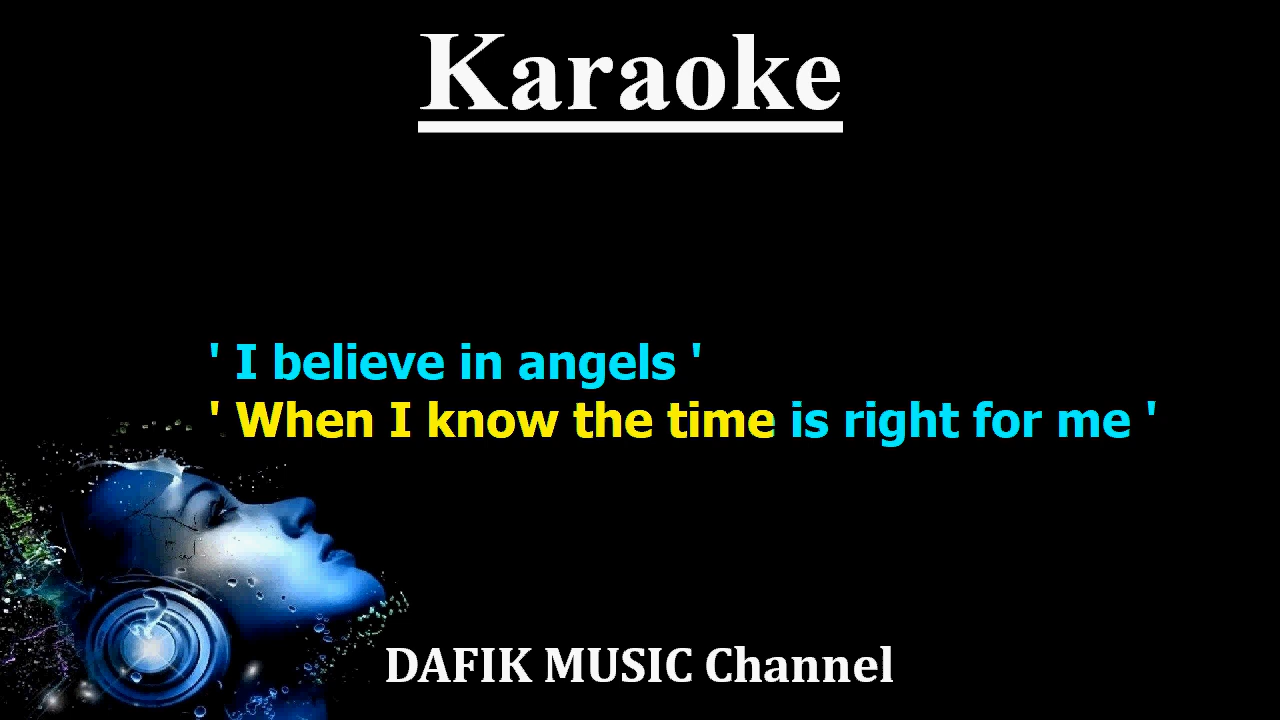 Karaoke
' I believe in angels '
' When I know the time is right for me '
DAFIK MUSIC Channel